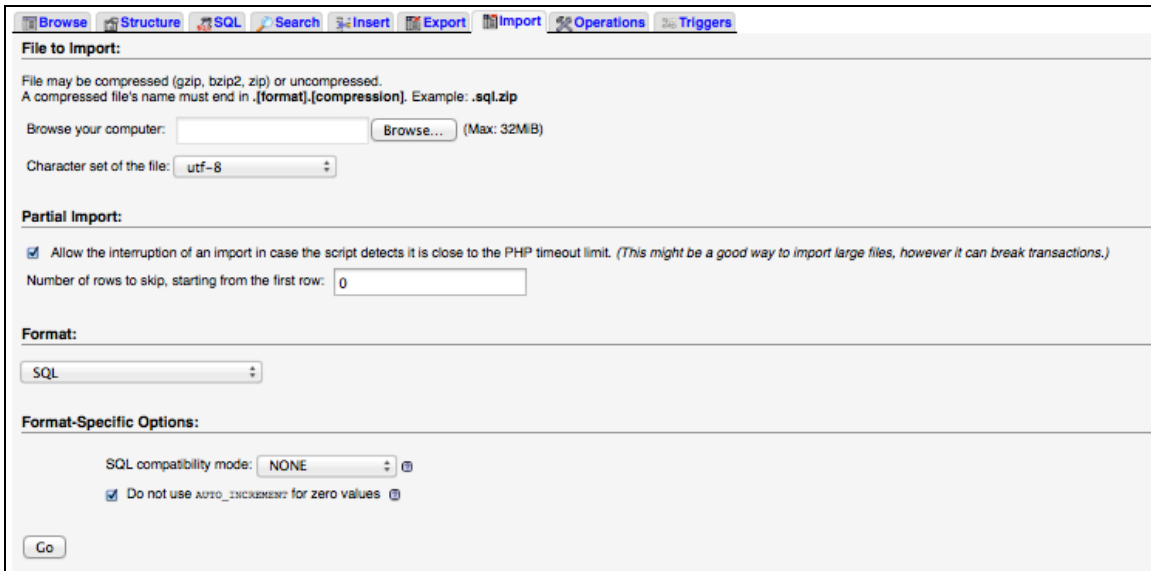 Browse Structure SQL Search Insert Export Import Operations Triggers
File to Import:
File may be compressed (gzip, bzip2, zip) or uncompressed.
A compressed file's name must end in .[format].[compression]. Example: .sql.zip
Browse your computer: Browse... (Max: 32MiB)
Character set of the file: utf-8
Partial Import:
Allow the interruption of an import in case the script detects it is close to the PHP timeout limit. (This might be a good way to import large files, however it can break transactions.)
Number of rows to skip, starting from the first row: 0
Format:
SQL
Format-Specific Options:
SQL compatibility mode: NONE
Do not use AUTO_INCREMENT for zero values
Go